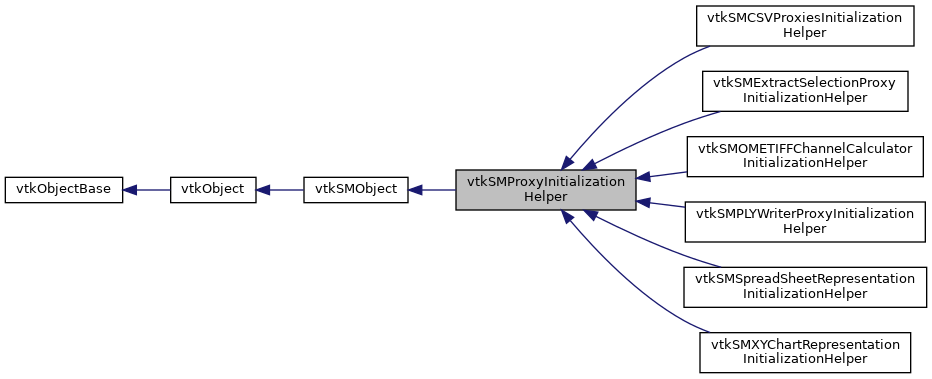 vtkObjectBase
vtkObject
vtkSMObject
vtkSMProxyInitialization
Helper
vtkSMCSVProxiesInitialization
Helper
vtkSMExtractSelectionProxy
InitializationHelper
vtkSMOMETIFFChannelCalculator
InitializationHelper
vtkSMPLYWriterProxyInitialization
Helper
vtkSMSpreadSheetRepresentation
InitializationHelper
vtkSMXYChartRepresentation
InitializationHelper